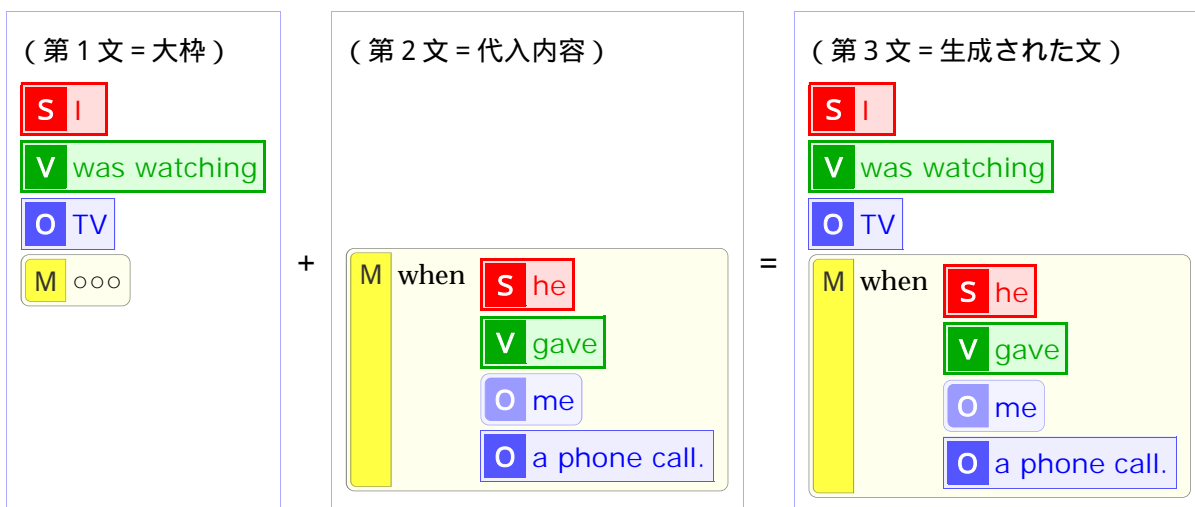 (第1文=大枠)
S I
V was watching
O TV
M ○○○
+
(第2文=代入内容)
M when S he
V gave
O me
O a phone call.
=
(第3文=生成された文)
S I
V was watching
O TV
M when S he
V gave
O me
O a phone call.